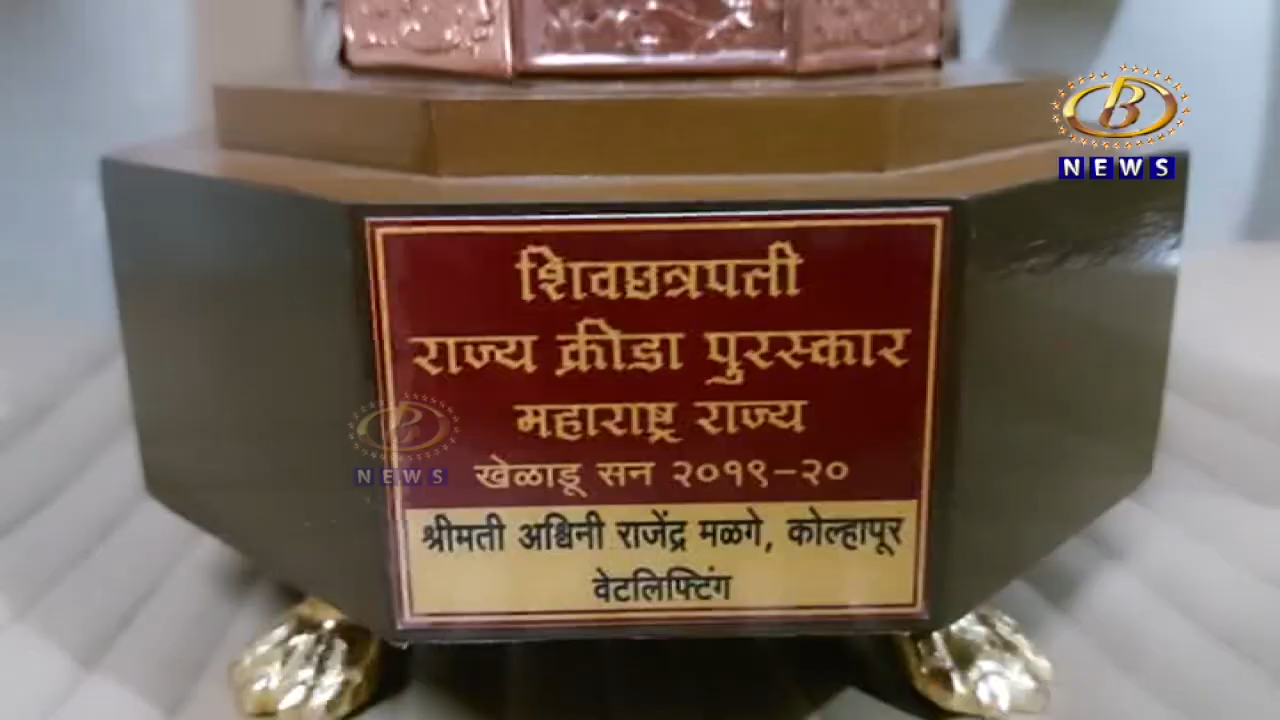 B
NEWS
शिवछत्रपती
राज्य क्रीडा पुरस्कार
महाराष्ट्र राज्य
खेळाडू सन २०१९-२०
B
NEWS
श्रीमती अश्विनी राजेंद्र मळगे, कोल्हापूर
वेटलिफ्टिंग